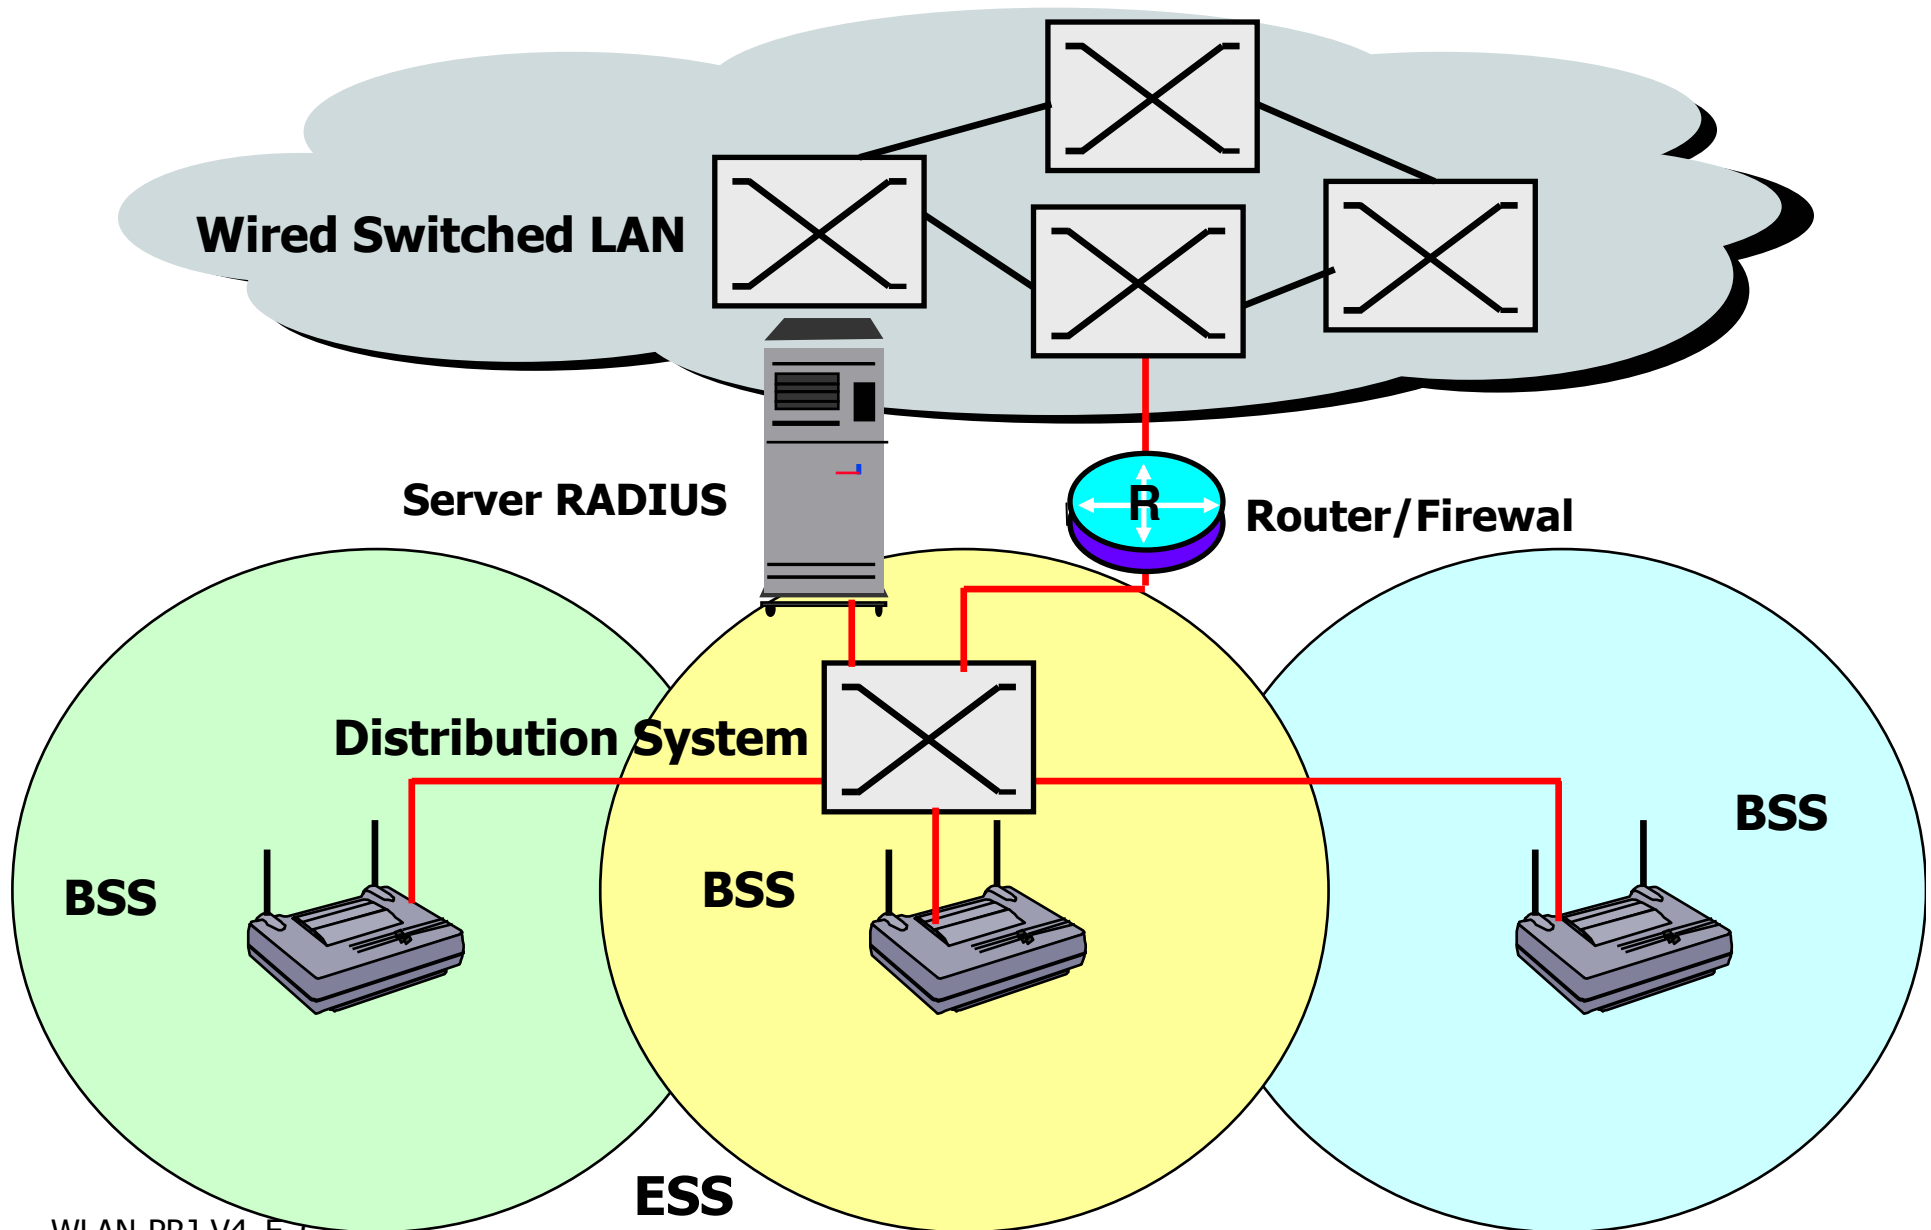 Wired Switched LAN
Server RADIUS
R
Router/Firewal
Distribution System
BSS
BSS
BSS
ESS